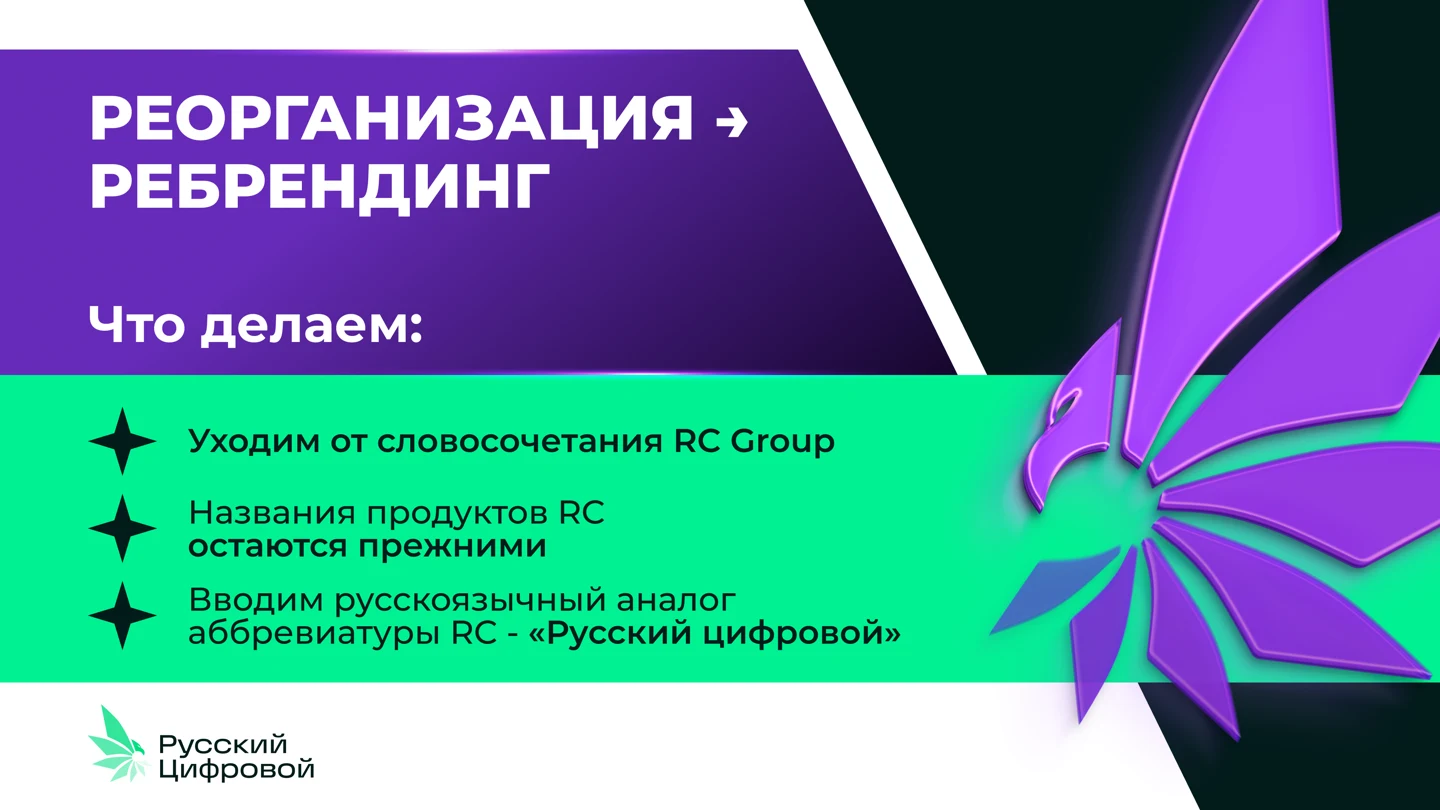 РЕОРГАНИЗАЦИЯ →
РЕБРЕНДИНГ
Что делаем:
Уходим от словосочетания RC Group
Названия продуктов RC
остаются прежними
Вводим русскоязычный аналог
аббревиатуры RC - «Русский цифровой»
Русский
Цифровой